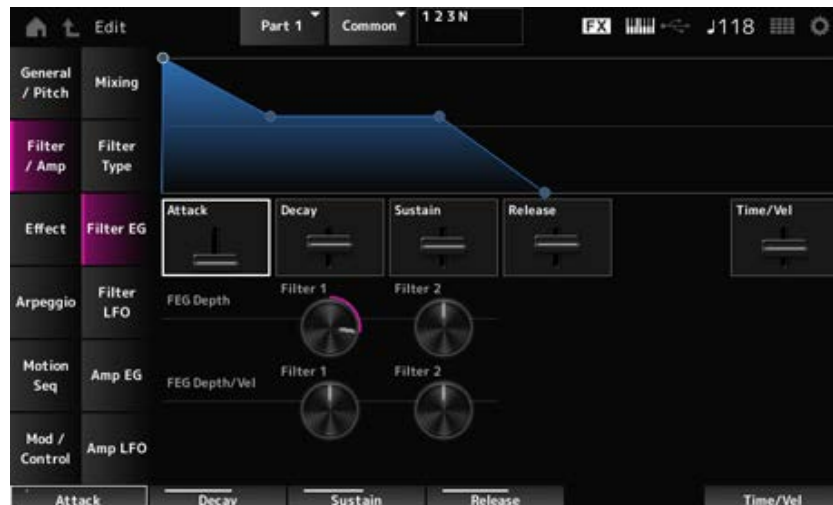 Edit
Part 1
Common
1 2 3 N
FX
♩118
General / Pitch
Mixing
Filter / Amp
Filter Type
Effect
Filter EG
Arpeggio
Filter LFO
Motion Seq
Amp EG
Mod / Control
Amp LFO
Attack
Decay
Sustain
Release
Time/Vel
FEG Depth
Filter 1
Filter 2
FEG Depth/Vel
Filter 1
Filter 2
Attack
Decay
Sustain
Release
Time/Vel